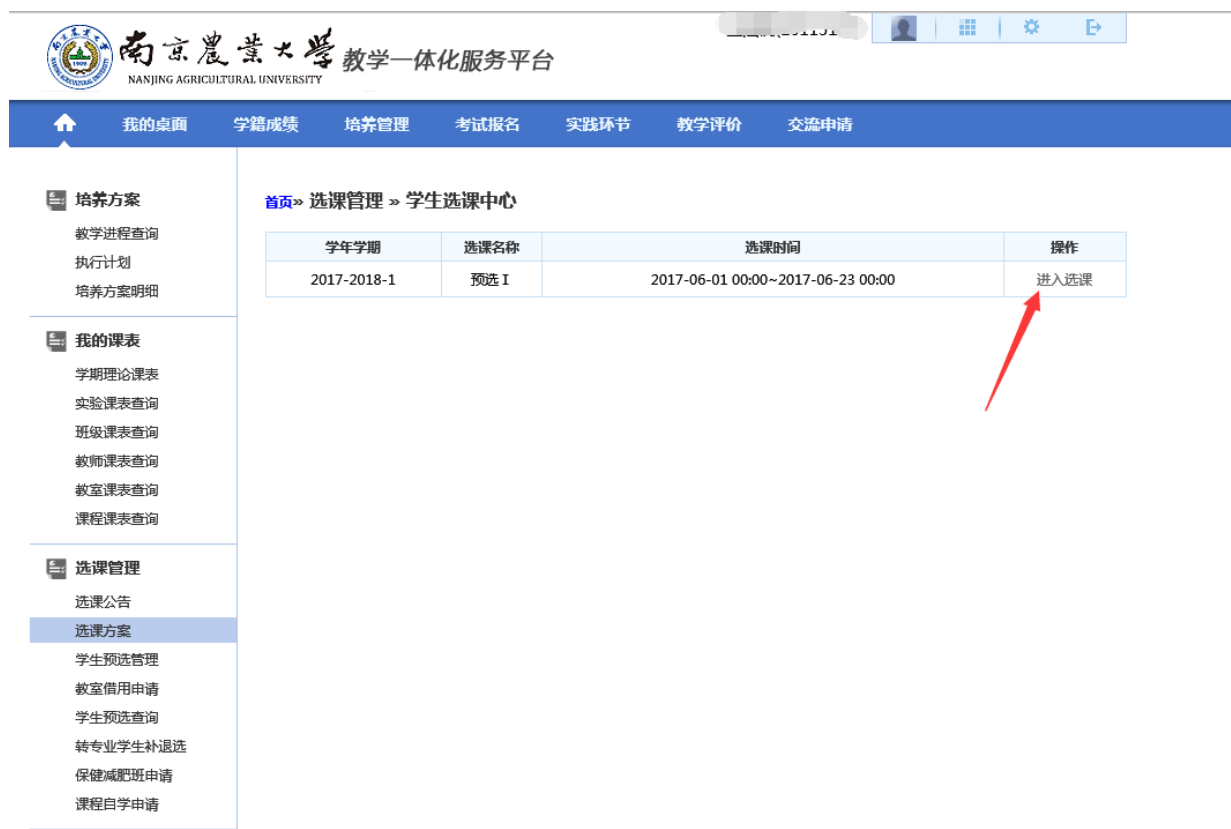 南京農業大學 教学一体化服务平台
NANJING AGRICULTURAL UNIVERSITY
我的桌面 学籍成绩 培养管理 考试报名 实践环节 教学评价 交流申请
培养方案
教学进程查询
执行计划
培养方案明细
我的课表
学期理论课表
实验课表查询
班级课表查询
教师课表查询
教室课表查询
课程课表查询
选课管理
选课公告
选课方案
学生预选管理
教室借用申请
学生预选查询
转专业学生补退选
保健减肥班申请
课程自学申请
首页» 选课管理 » 学生选课中心
学年学期 选课名称 选课时间 操作
2017-2018-1 预选 I 2017-06-01 00:00~2017-06-23 00:00 进入选课